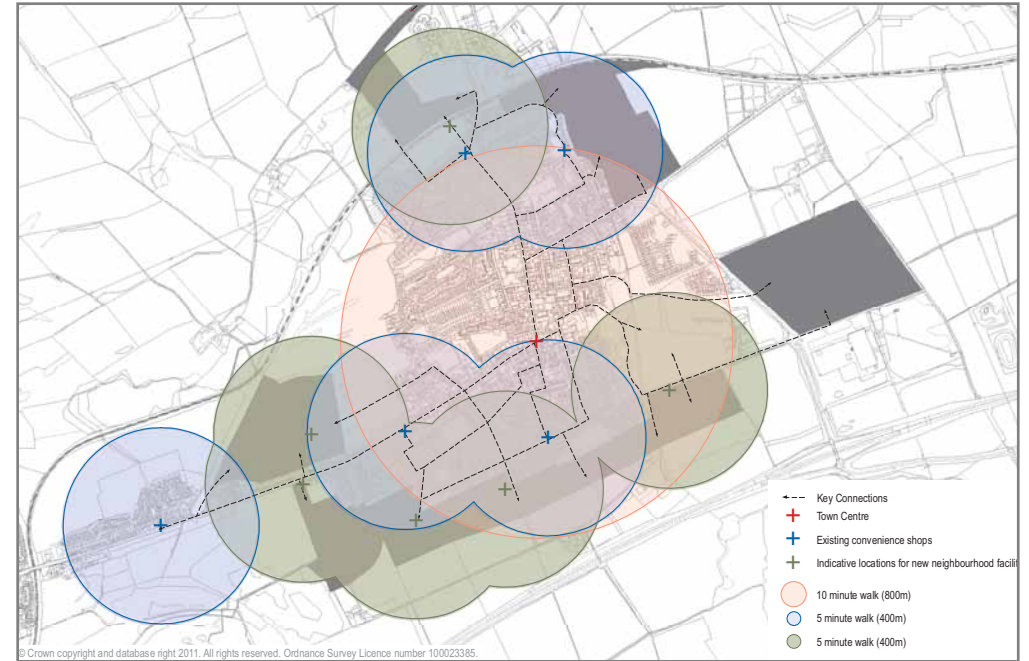 Key Connections
Town Centre
Existing convenience shops
Indicative locations for new neighbourhood facili
10 minute walk (800m)
5 minute walk (400m)
5 minute walk (400m)
© Crown copyright and database right 2011. All rights reserved. Ordnance Survey Licence number 100023385.